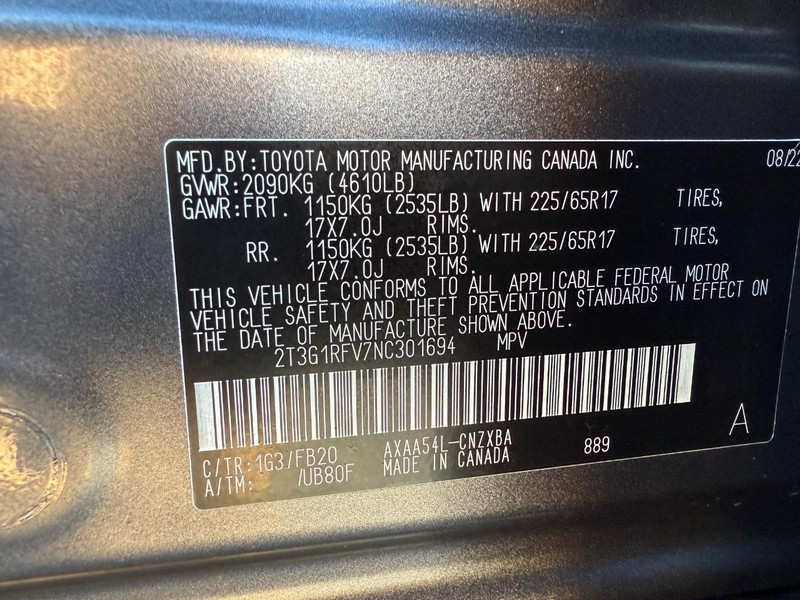 MFD.BY:TOYOTA MOTOR MANUFACTURING CANADA INC. 08/22
GVWR:2090KG (4610LB)
GAWR:FRT. 1150KG (2535LB) WITH 225/65R17 TIRES,
17X7.0J RIMS.
RR. 1150KG (2535LB) WITH 225/65R17 TIRES,
17X7.0J RIMS.
THIS VEHICLE CONFORMS TO ALL APPLICABLE FEDERAL MOTOR
VEHICLE SAFETY AND THEFT PREVENTION STANDARDS IN EFFECT ON
THE DATE OF MANUFACTURE SHOWN ABOVE.
2T3G1RFV7NC301694 MPV
C/TR:1G3/FB20 AXAA54L-CNZXBA 889 A
A/TM: /UB80F MADE IN CANADA